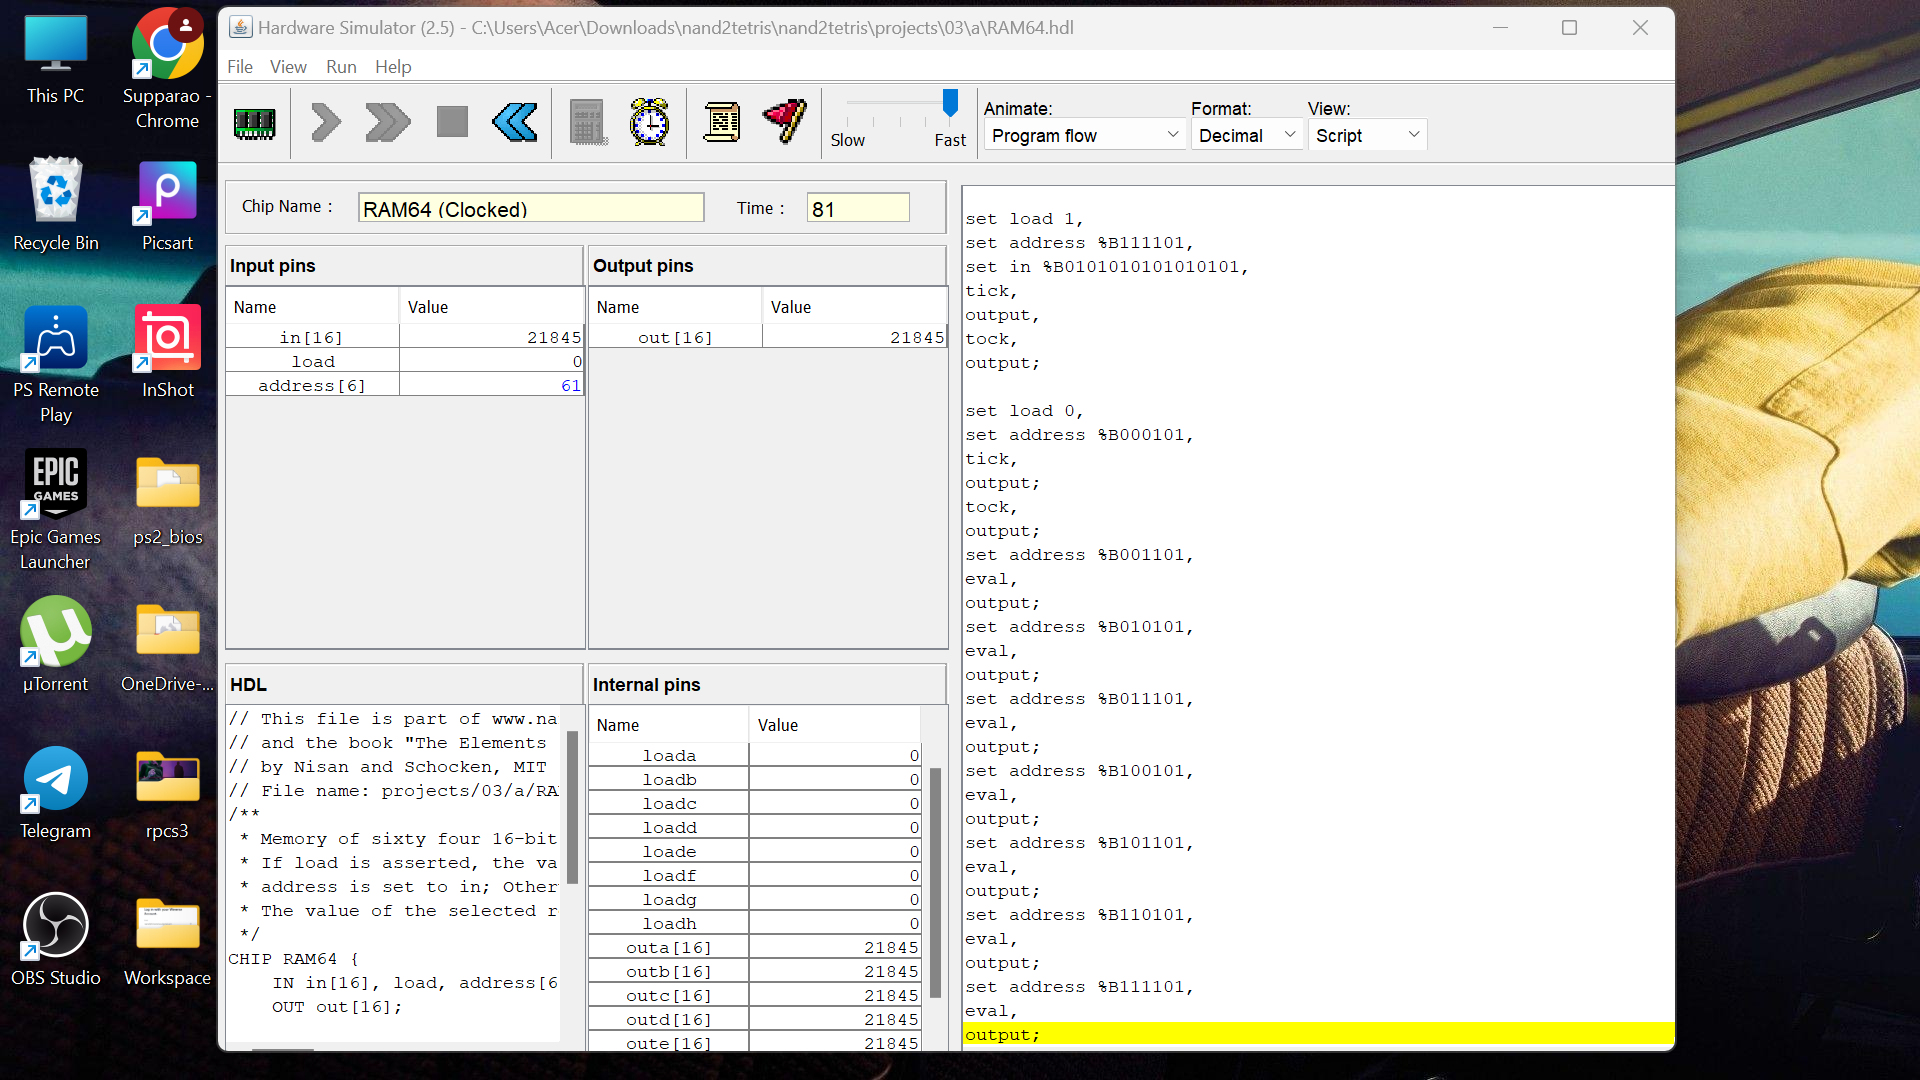 This PC
Supparao -
Chrome
Recycle Bin
Picsart
PS Remote
Play
InShot
EPIC
GAMES
Epic Games
Launcher
ps2_bios
µTorrent
OneDrive-...
Telegram
rpcs3
OBS Studio
Workspace
Hardware Simulator (2.5) - C:\Users\Acer\Downloads\nand2tetris\nand2tetris\projects\03\a\RAM64.hdl
File View Run Help
Slow Fast
Animate:
Program flow
Format:
Decimal
View:
Script
Chip Name : RAM64 (Clocked) Time : 81
Input pins
Name Value
in[16] 21845
load 0
address[6] 61
Output pins
Name Value
out[16] 21845
HDL
// This file is part of www.na
// and the book "The Elements
// by Nisan and Schocken, MIT
// File name: projects/03/a/RA
/**
* Memory of sixty four 16-bit
* If load is asserted, the va
* address is set to in; Other
* The value of the selected r
*/
CHIP RAM64 {
IN in[16], load, address[6
OUT out[16];
Internal pins
Name Value
loada 0
loadb 0
loadc 0
loadd 0
loade 0
loadf 0
loadg 0
loadh 0
outa[16] 21845
outb[16] 21845
outc[16] 21845
outd[16] 21845
oute[16] 21845
set load 1,
set address %B111101,
set in %B0101010101010101,
tick,
output,
tock,
output;
set load 0,
set address %B000101,
tick,
output;
tock,
output;
set address %B001101,
eval,
output;
set address %B010101,
eval,
output;
set address %B011101,
eval,
output;
set address %B100101,
eval,
output;
set address %B101101,
eval,
output;
set address %B110101,
eval,
output;
set address %B111101,
eval,
output;